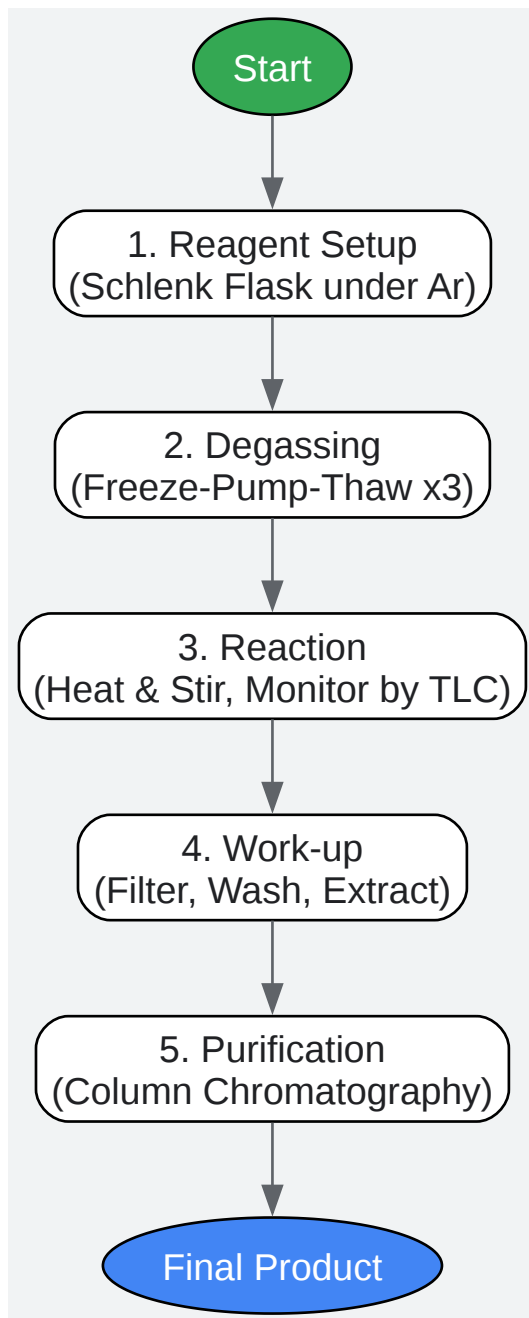 Start
1. Reagent Setup
(Schlenk Flask under Ar)
2. Degassing
(Freeze-Pump-Thaw x3)
3. Reaction
(Heat & Stir, Monitor by TLC)
4. Work-up
(Filter, Wash, Extract)
5. Purification
(Column Chromatography)
Final Product